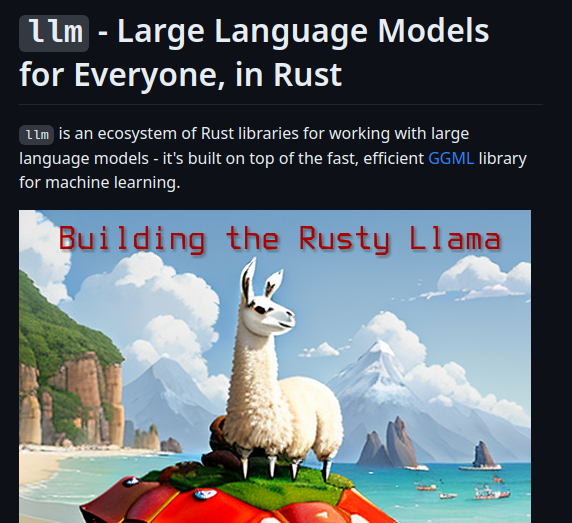 llm - Large Language Models
for Everyone, in Rust
llm is an ecosystem of Rust libraries for working with large
language models - it's built on top of the fast, efficient GGML library
for machine learning.
Building the Rusty Llama